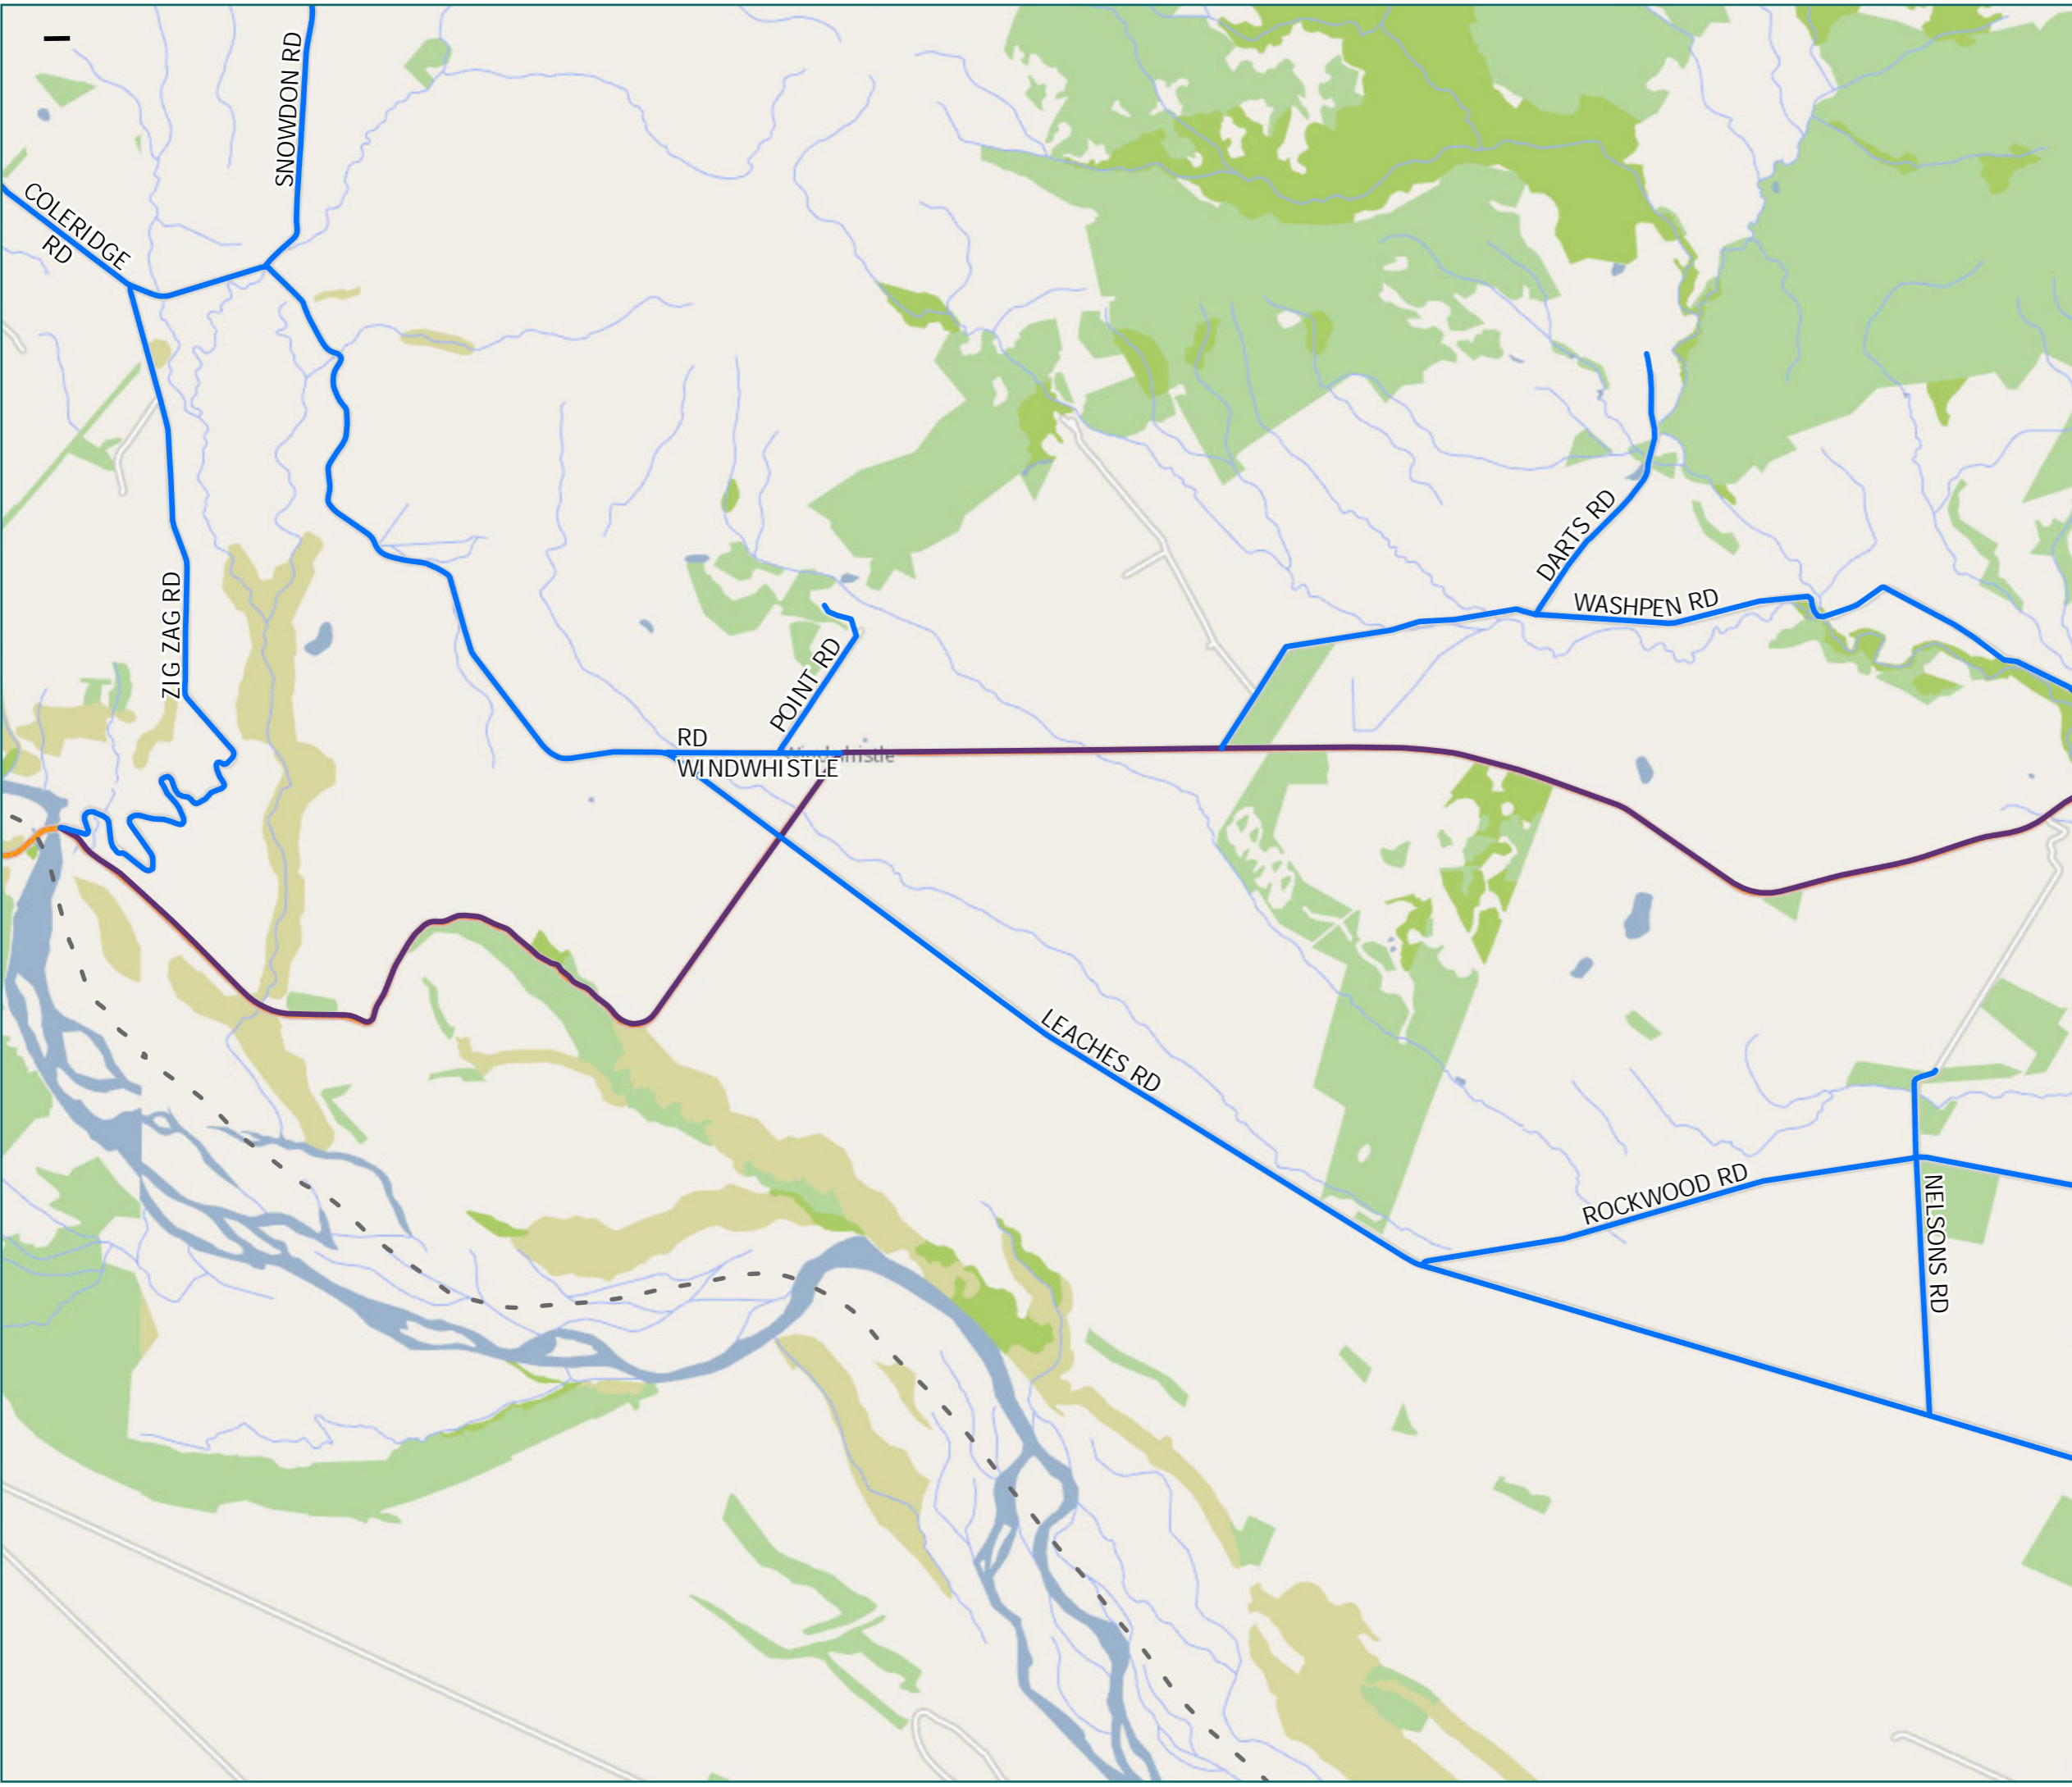 SNOWDON RD
COLERIDGE
RD
DARTS RD
ZIG ZAG RD
WASHPEN RD
POINT RD
RD
Windwhistle
WINDWHISTLE
LEACHES RD
ROCKWOOD RD
NELSONS RD